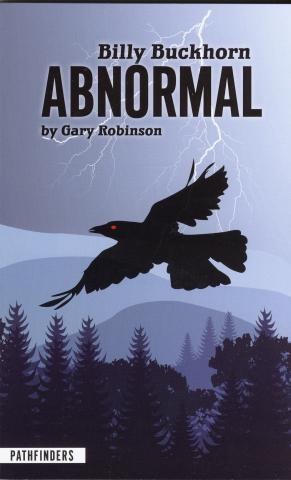 Billy Buckhorn
ABNORMAL
by Gary Robinson
PATHFINDERS